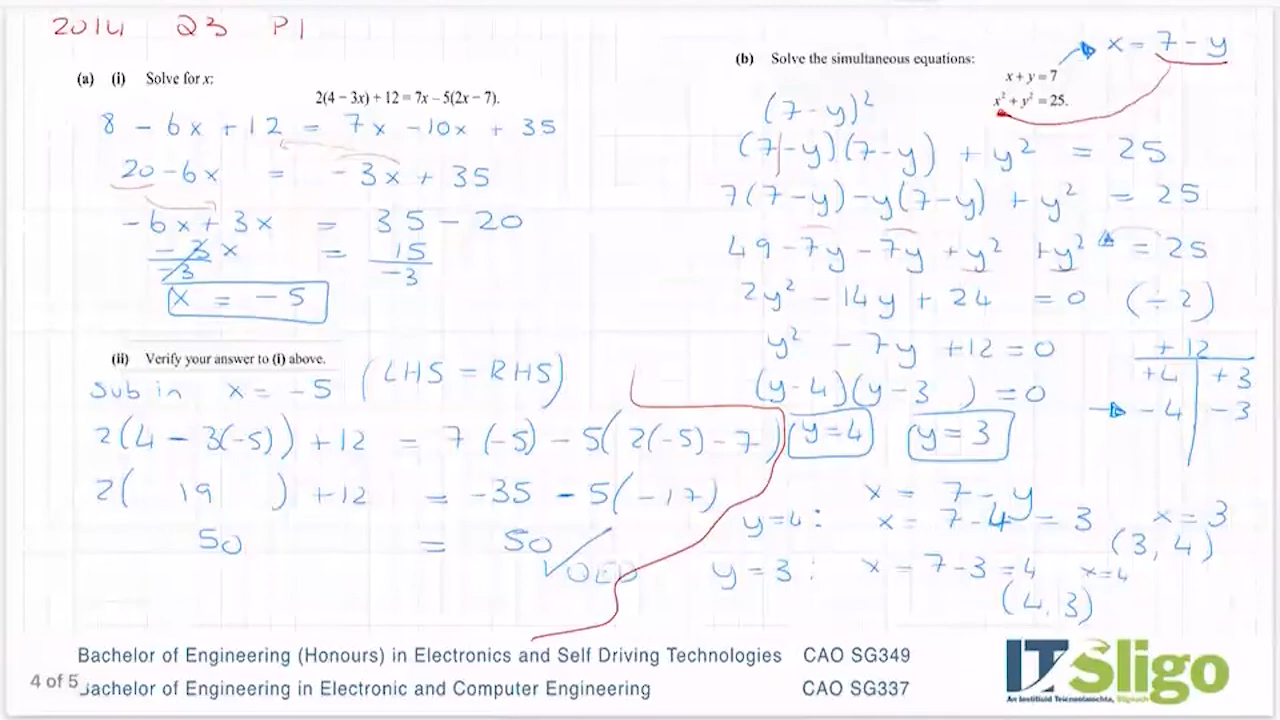 2014 Q3 P1
(a) (i) Solve for x:
2(4 – 3x) + 12 = 7x – 5(2x – 7).
8 - 6x + 12 = 7x - 10x + 35
20 - 6x = - 3x + 35
- 6x + 3x = 35 - 20
- 3 x = 15
-3 -3
x = - 5
(ii) Verify your answer to (i) above.
Sub in x = - 5 (LHS = RHS)
2(4 - 3(-5)) + 12 = 7 (-5) - 5(2(-5) - 7)
2( 19 ) + 12 = -35 - 5(-17)
50 = 50 ✓ QED
(b) Solve the simultaneous equations:
x + y = 7
x = 7 - y
x² + y² = 25.
(7 - y)²
(7 - y)(7 - y) + y² = 25
7(7 - y) - y(7 - y) + y² = 25
49 - 7y - 7y + y² + y² = 25
2y² - 14y + 24 = 0 (÷ 2)
y² - 7y + 12 = 0
(y - 4)(y - 3 ) = 0
+ 12
+4 + 3
- 4 - 3
y = 4 y = 3
x = 7 - y
y = 4: x = 7 - 4 = 3 x = 3
(3, 4)
y = 3 : x = 7 - 3 = 4 x = 4
(4, 3)
Bachelor of Engineering (Honours) in Electronics and Self Driving Technologies CAO SG349
4 of 5
Bachelor of Engineering in Electronic and Computer Engineering CAO SG337
IT Sligo
An Institiúid Teicneolaíochta, Sligeach